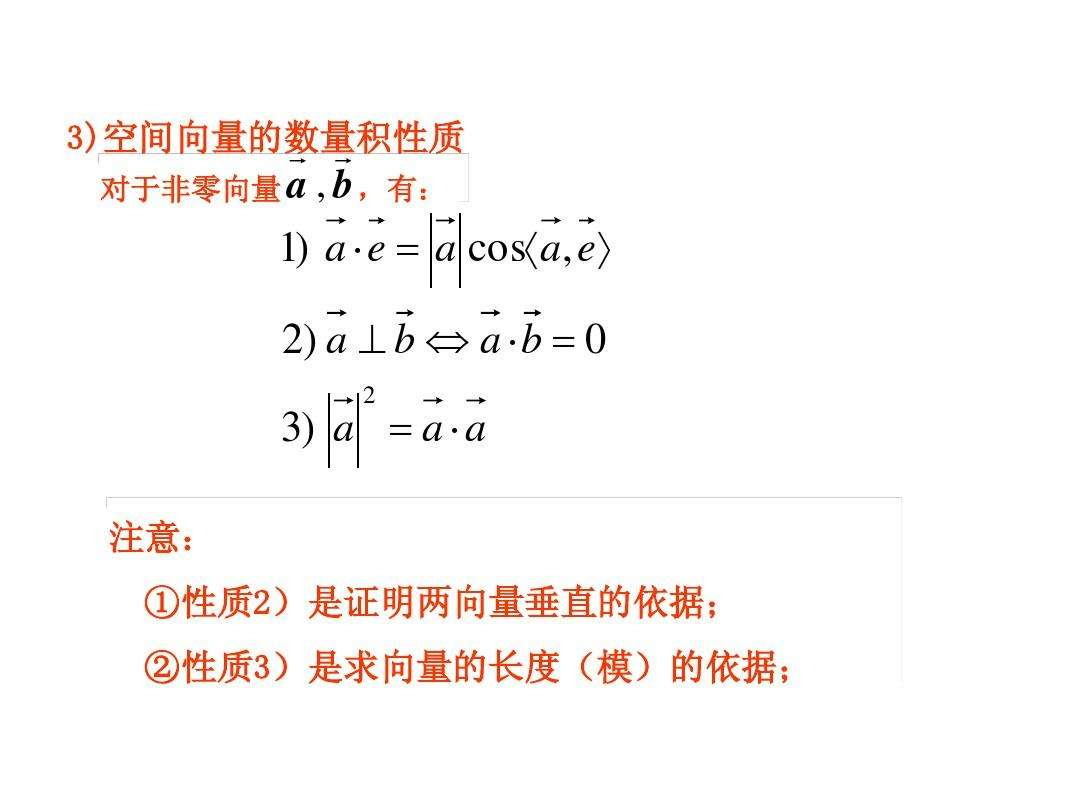 3)空间向量的数量积性质
对于非零向量 $\vec{a}$ , $\vec{b}$ ，有：
1) $\vec{a} \cdot \vec{e} = |\vec{a}| \cos\langle \vec{a}, \vec{e} \rangle$
2) $\vec{a} \perp \vec{b} \Leftrightarrow \vec{a} \cdot \vec{b} = 0$
3) $|\vec{a}|^2 = \vec{a} \cdot \vec{a}$
注意：
①性质2）是证明两向量垂直的依据；
②性质3）是求向量的长度（模）的依据；